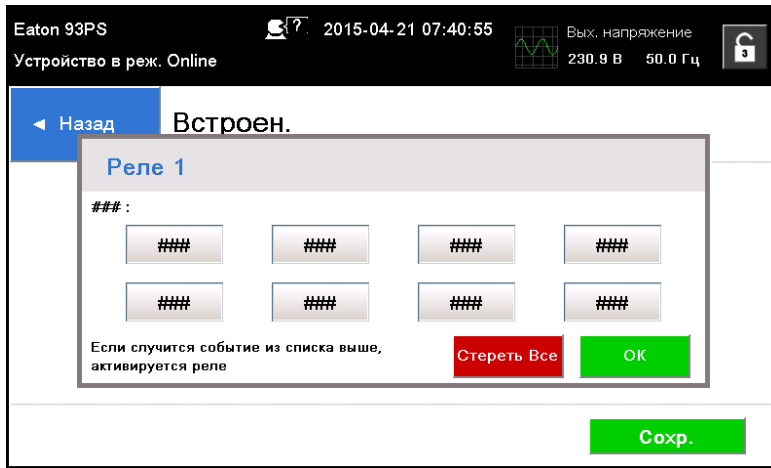 Eaton 93PS
? 2015-04-21 07:40:55
Вых. напряжение
Устройство в реж. Online
230.9 В 50.0 Гц
3
◄ Назад
Встроен.
Реле 1
### :
### ### ### ###
### ### ### ###
Если случится событие из списка выше,
активируется реле
Стереть Все
OK
Сохр.